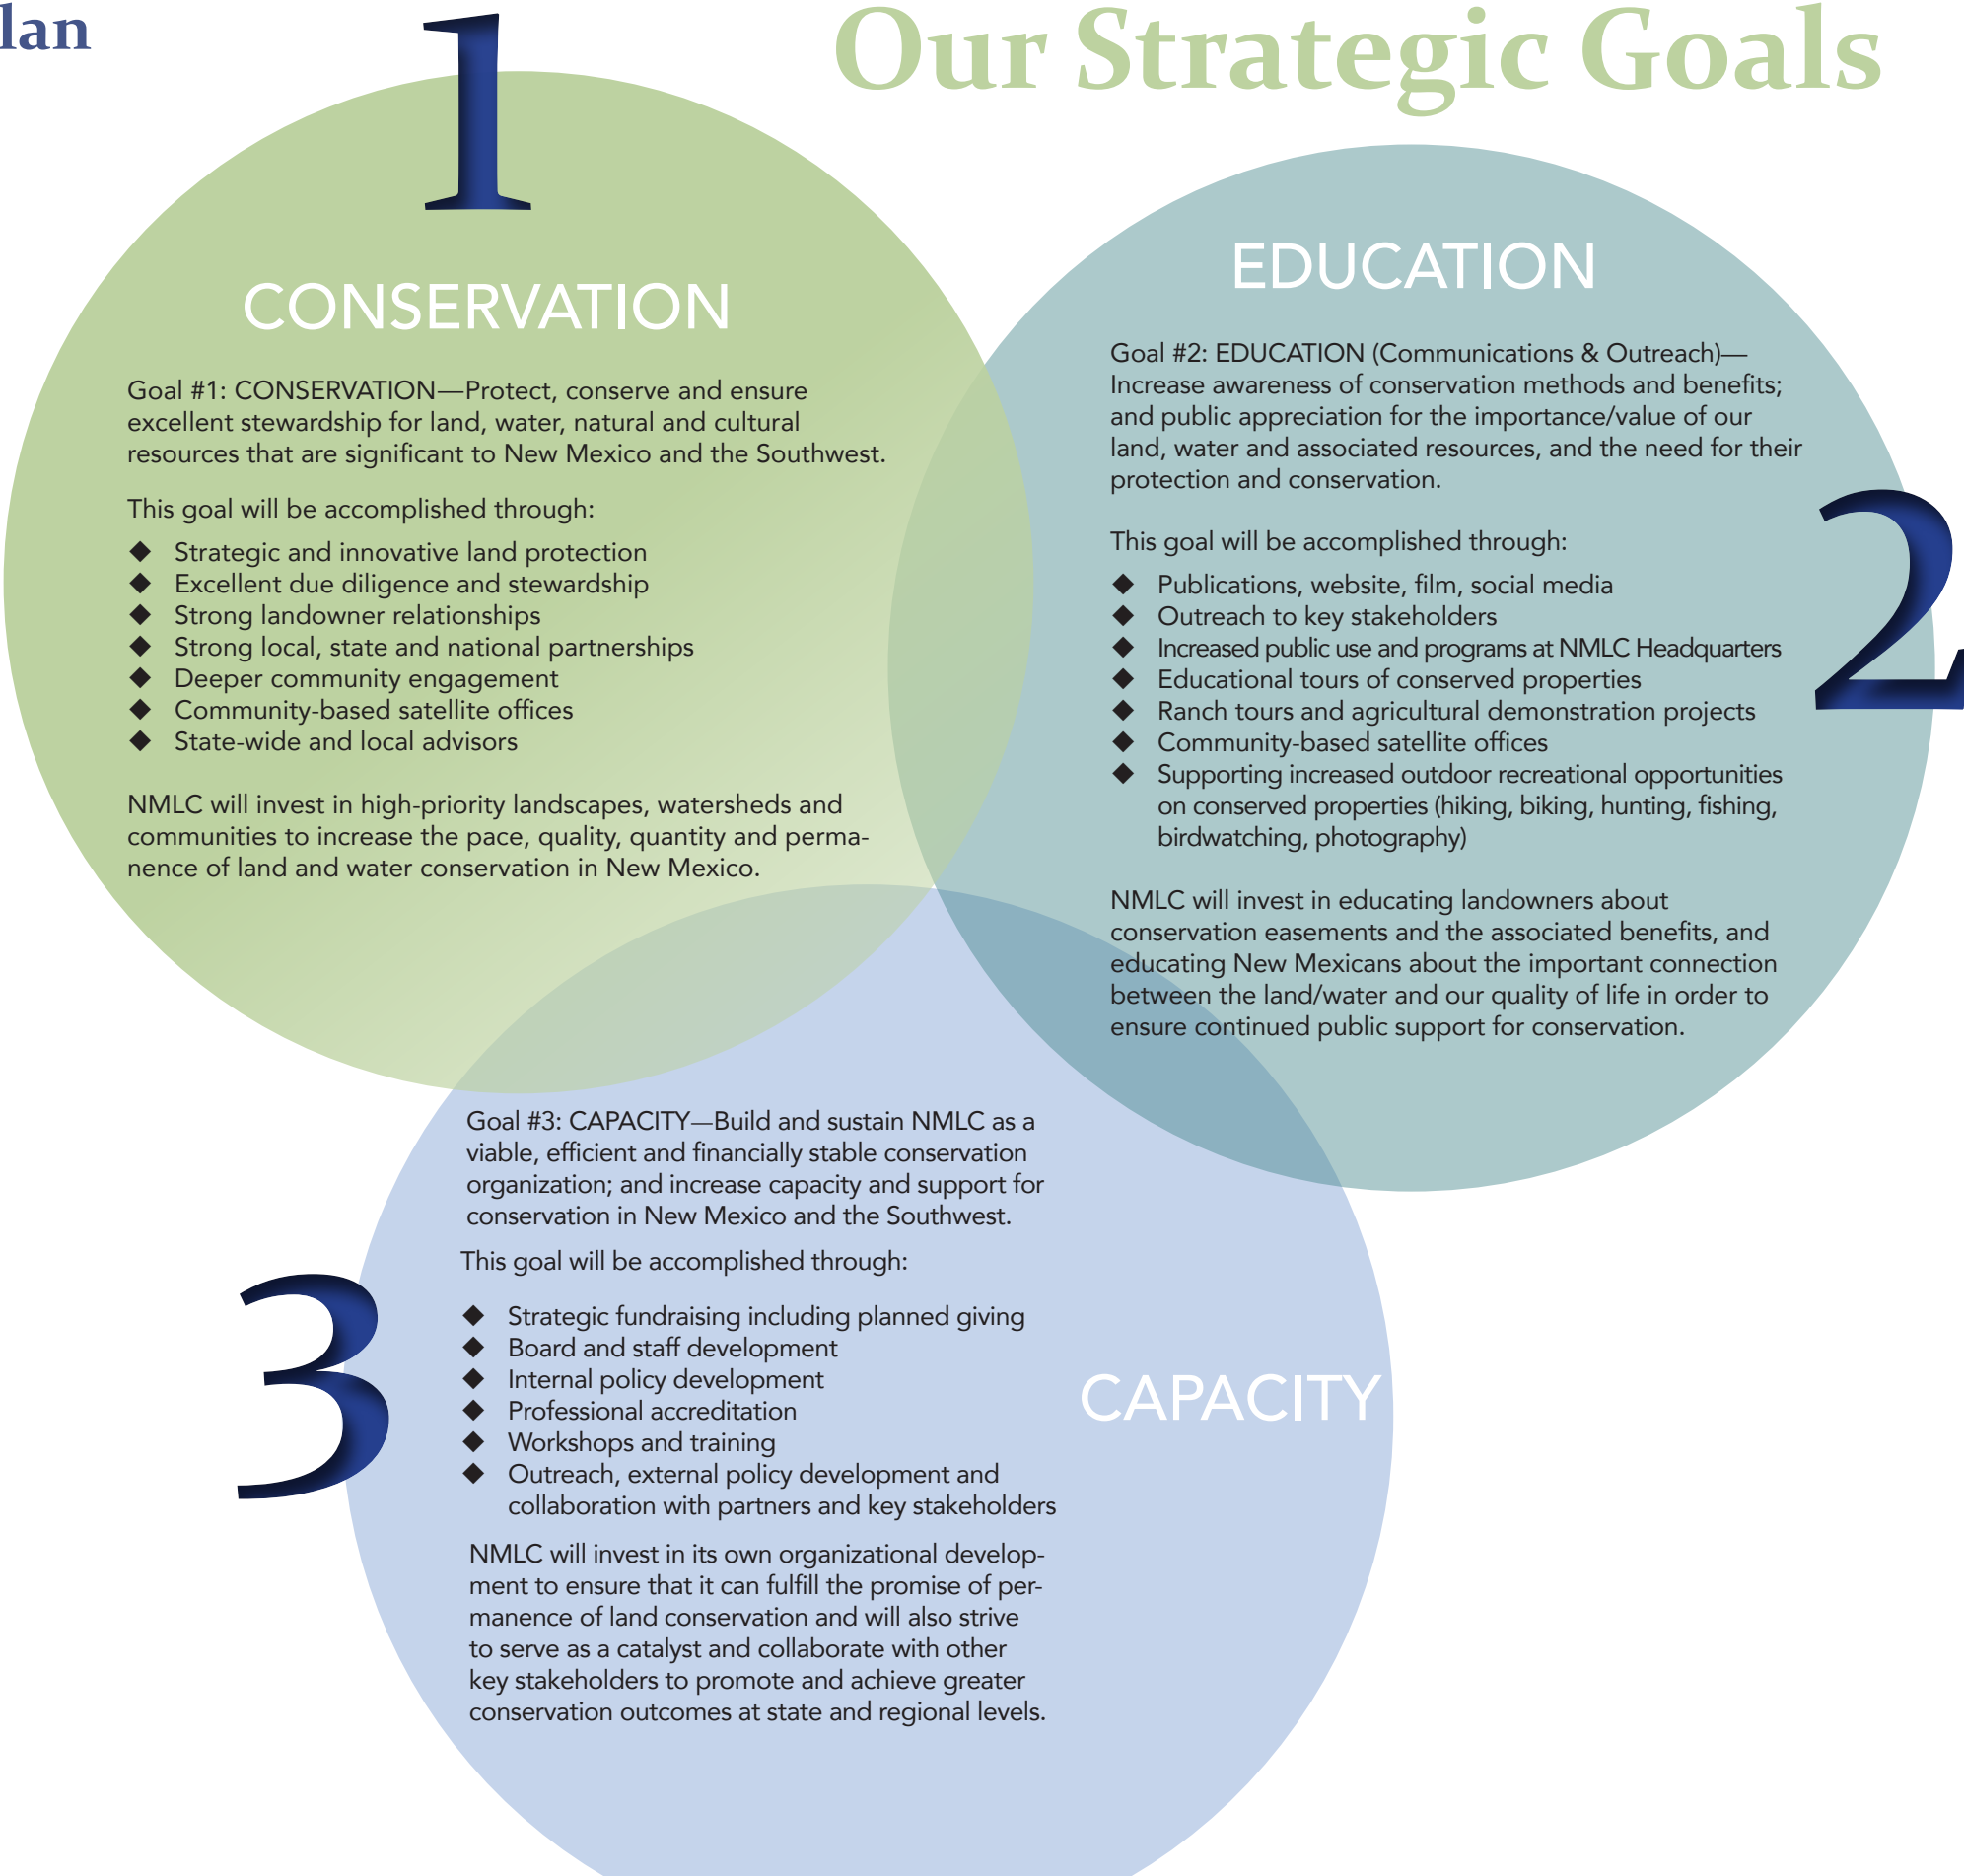 lan
Our Strategic Goals
1
CONSERVATION
Goal #1: CONSERVATION—Protect, conserve and ensure
excellent stewardship for land, water, natural and cultural
resources that are significant to New Mexico and the Southwest.
This goal will be accomplished through:
◆ Strategic and innovative land protection
◆ Excellent due diligence and stewardship
◆ Strong landowner relationships
◆ Strong local, state and national partnerships
◆ Deeper community engagement
◆ Community-based satellite offices
◆ State-wide and local advisors
NMLC will invest in high-priority landscapes, watersheds and
communities to increase the pace, quality, quantity and perma-
nence of land and water conservation in New Mexico.
EDUCATION
Goal #2: EDUCATION (Communications & Outreach)—
Increase awareness of conservation methods and benefits;
and public appreciation for the importance/value of our
land, water and associated resources, and the need for their
protection and conservation.
2
This goal will be accomplished through:
◆ Publications, website, film, social media
◆ Outreach to key stakeholders
◆ Increased public use and programs at NMLC Headquarters
◆ Educational tours of conserved properties
◆ Ranch tours and agricultural demonstration projects
◆ Community-based satellite offices
◆ Supporting increased outdoor recreational opportunities
on conserved properties (hiking, biking, hunting, fishing,
birdwatching, photography)
NMLC will invest in educating landowners about
conservation easements and the associated benefits, and
educating New Mexicans about the important connection
between the land/water and our quality of life in order to
ensure continued public support for conservation.
Goal #3: CAPACITY—Build and sustain NMLC as a
viable, efficient and financially stable conservation
organization; and increase capacity and support for
conservation in New Mexico and the Southwest.
This goal will be accomplished through:
3
◆ Strategic fundraising including planned giving
◆ Board and staff development
◆ Internal policy development
◆ Professional accreditation
◆ Workshops and training
◆ Outreach, external policy development and
collaboration with partners and key stakeholders
CAPACITY
NMLC will invest in its own organizational develop-
ment to ensure that it can fulfill the promise of per-
manence of land conservation and will also strive
to serve as a catalyst and collaborate with other
key stakeholders to promote and achieve greater
conservation outcomes at state and regional levels.